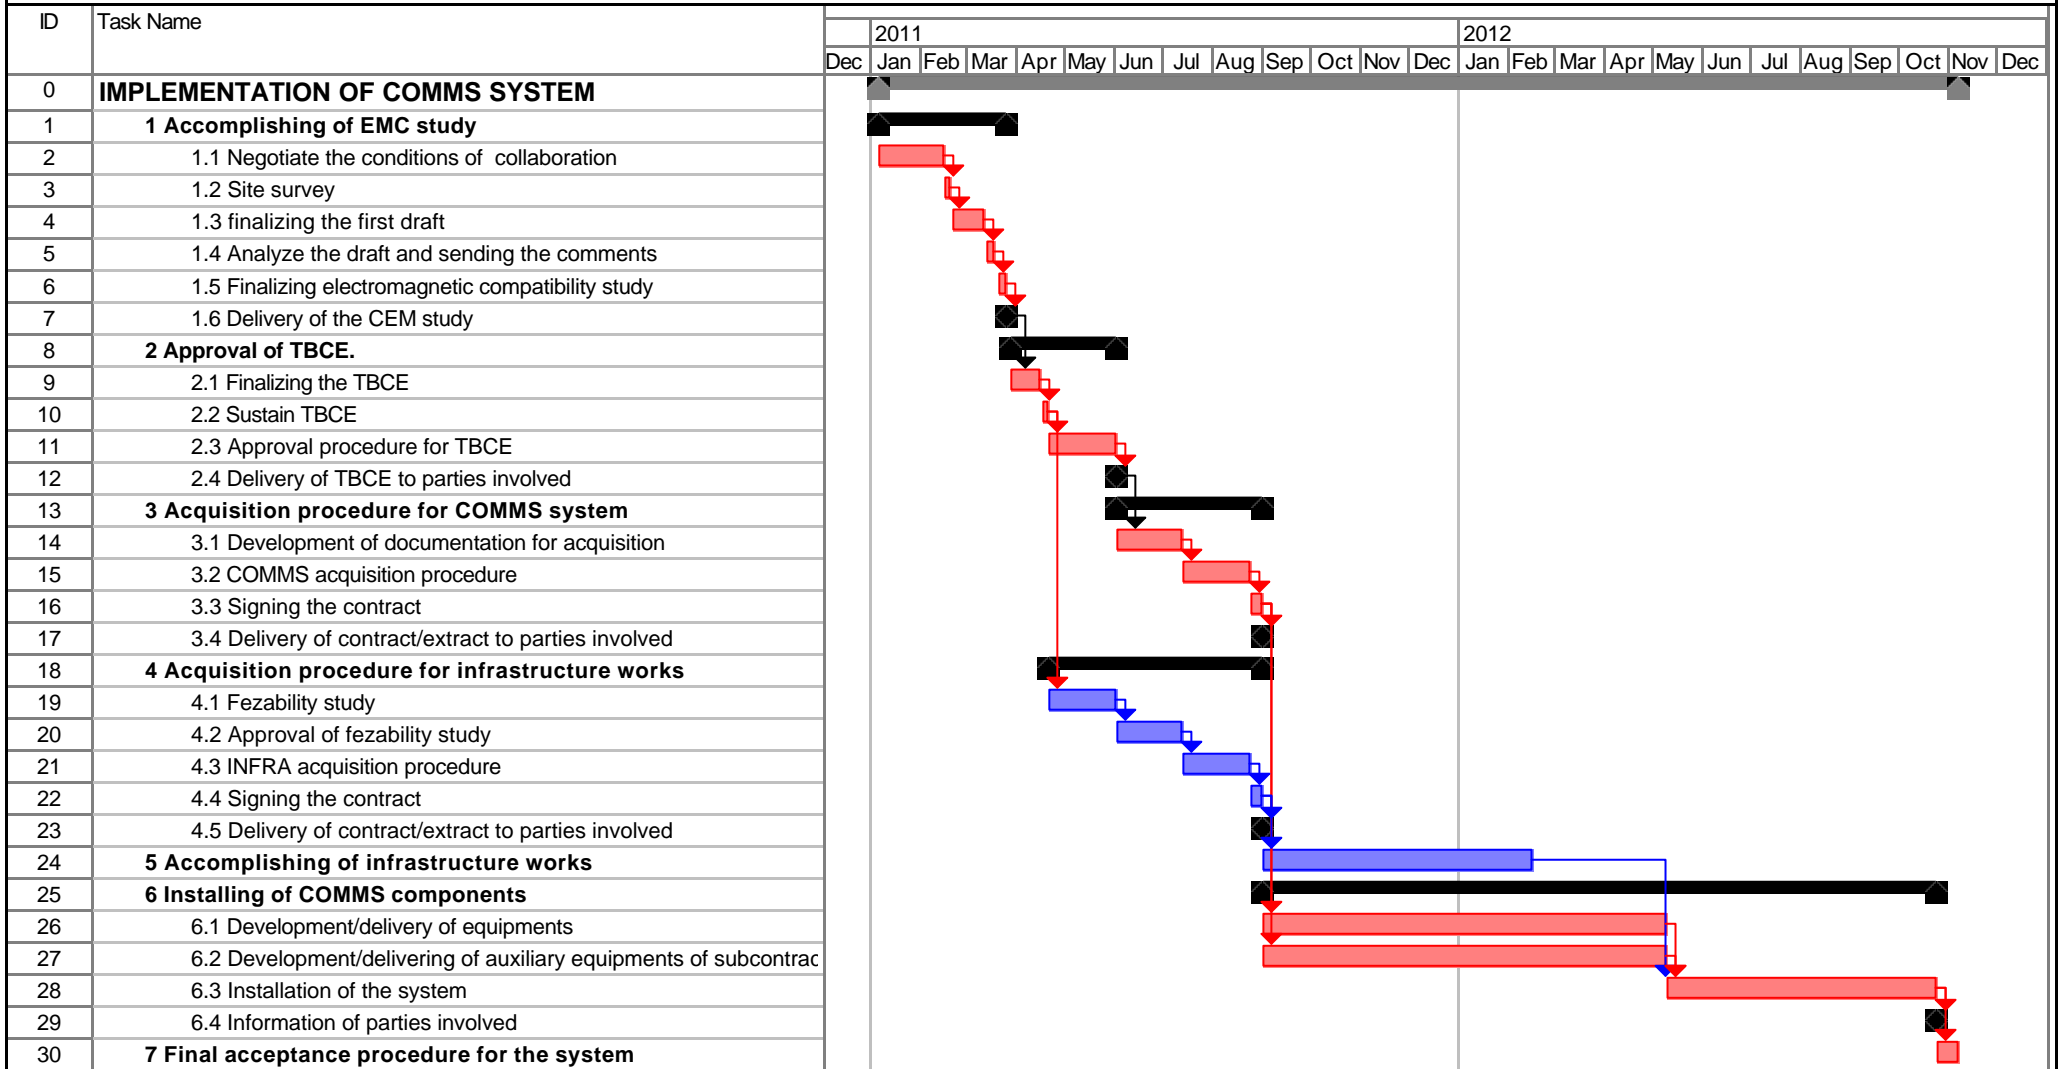 ID Task Name
2011 2012
Dec Jan Feb Mar Apr May Jun Jul Aug Sep Oct Nov Dec Jan Feb Mar Apr May Jun Jul Aug Sep Oct Nov Dec
0 IMPLEMENTATION OF COMMS SYSTEM
1 1 Accomplishing of EMC study
2 1.1 Negotiate the conditions of collaboration
3 1.2 Site survey
4 1.3 finalizing the first draft
5 1.4 Analyze the draft and sending the comments
6 1.5 Finalizing electromagnetic compatibility study
7 1.6 Delivery of the CEM study
8 2 Approval of TBCE.
9 2.1 Finalizing the TBCE
10 2.2 Sustain TBCE
11 2.3 Approval procedure for TBCE
12 2.4 Delivery of TBCE to parties involved
13 3 Acquisition procedure for COMMS system
14 3.1 Development of documentation for acquisition
15 3.2 COMMS acquisition procedure
16 3.3 Signing the contract
17 3.4 Delivery of contract/extract to parties involved
18 4 Acquisition procedure for infrastructure works
19 4.1 Fezability study
20 4.2 Approval of fezability study
21 4.3 INFRA acquisition procedure
22 4.4 Signing the contract
23 4.5 Delivery of contract/extract to parties involved
24 5 Accomplishing of infrastructure works
25 6 Installing of COMMS components
26 6.1 Development/delivery of equipments
27 6.2 Development/delivering of auxiliary equipments of subcontrac
28 6.3 Installation of the system
29 6.4 Information of parties involved
30 7 Final acceptance procedure for the system